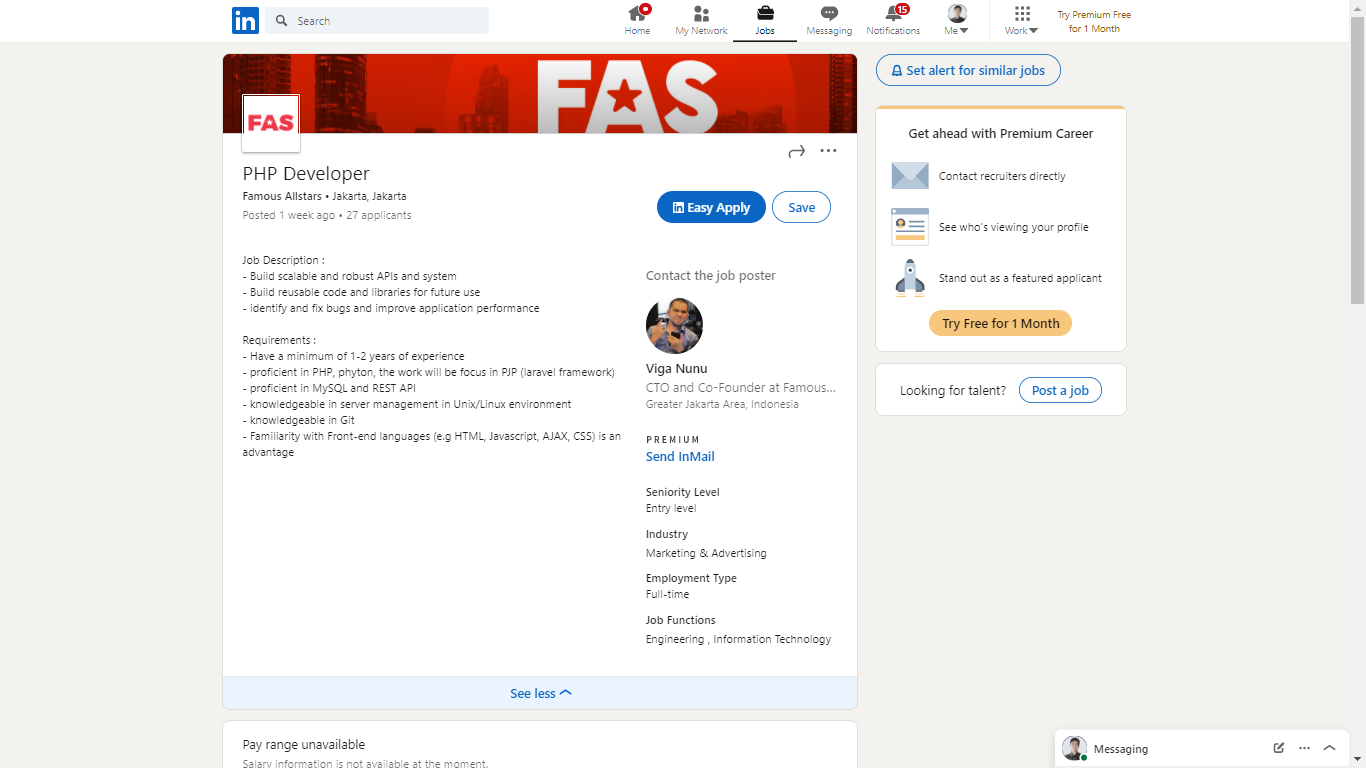 in
Search
Home
My Network
Jobs
Messaging
15
Notifications
Me
Work
Try Premium Free
for 1 Month
FAS
FAS
PHP Developer
Famous Allstars • Jakarta, Jakarta
Posted 1 week ago • 27 applicants
in Easy Apply
Save
Job Description :
- Build scalable and robust APIs and system
- Build reusable code and libraries for future use
- identify and fix bugs and improve application performance
Requirements :
- Have a minimum of 1-2 years of experience
- proficient in PHP, phyton, the work will be focus in PJP (laravel framework)
- proficient in MySQL and REST API
- knowledgeable in server management in Unix/Linux environment
- knowledgeable in Git
- Familiarity with Front-end languages (e.g HTML, Javascript, AJAX, CSS) is an
advantage
Contact the job poster
Viga Nunu
CTO and Co-Founder at Famous...
Greater Jakarta Area, Indonesia
PREMIUM
Send InMail
Seniority Level
Entry level
Industry
Marketing & Advertising
Employment Type
Full-time
Job Functions
Engineering , Information Technology
See less
Pay range unavailable
Salary information is not available at the moment.
Set alert for similar jobs
Get ahead with Premium Career
Contact recruiters directly
See who's viewing your profile
Stand out as a featured applicant
Try Free for 1 Month
Looking for talent?
Post a job
Messaging